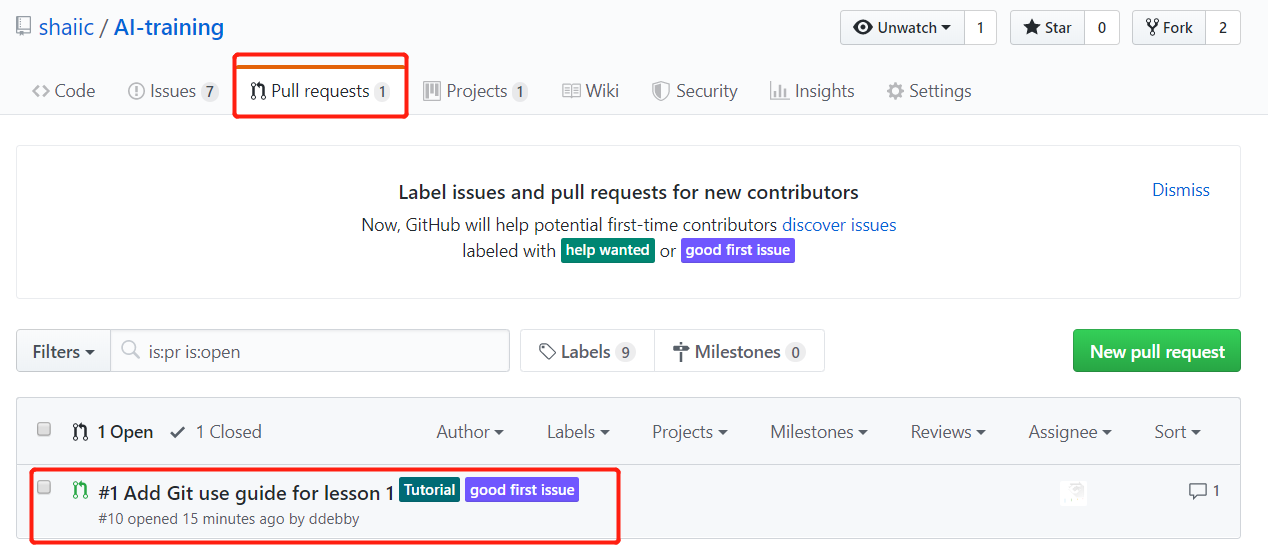 shaiic / AI-training
Unwatch 1 Star 0 Fork 2
Code Issues 7 Pull requests 1 Projects 1 Wiki Security Insights Settings
Label issues and pull requests for new contributors
Dismiss
Now, GitHub will help potential first-time contributors discover issues
labeled with help wanted or good first issue
Filters is:pr is:open Labels 9 Milestones 0 New pull request
1 Open 1 Closed Author Labels Projects Milestones Reviews Assignee Sort
#1 Add Git use guide for lesson 1 Tutorial good first issue 1
#10 opened 15 minutes ago by ddebby